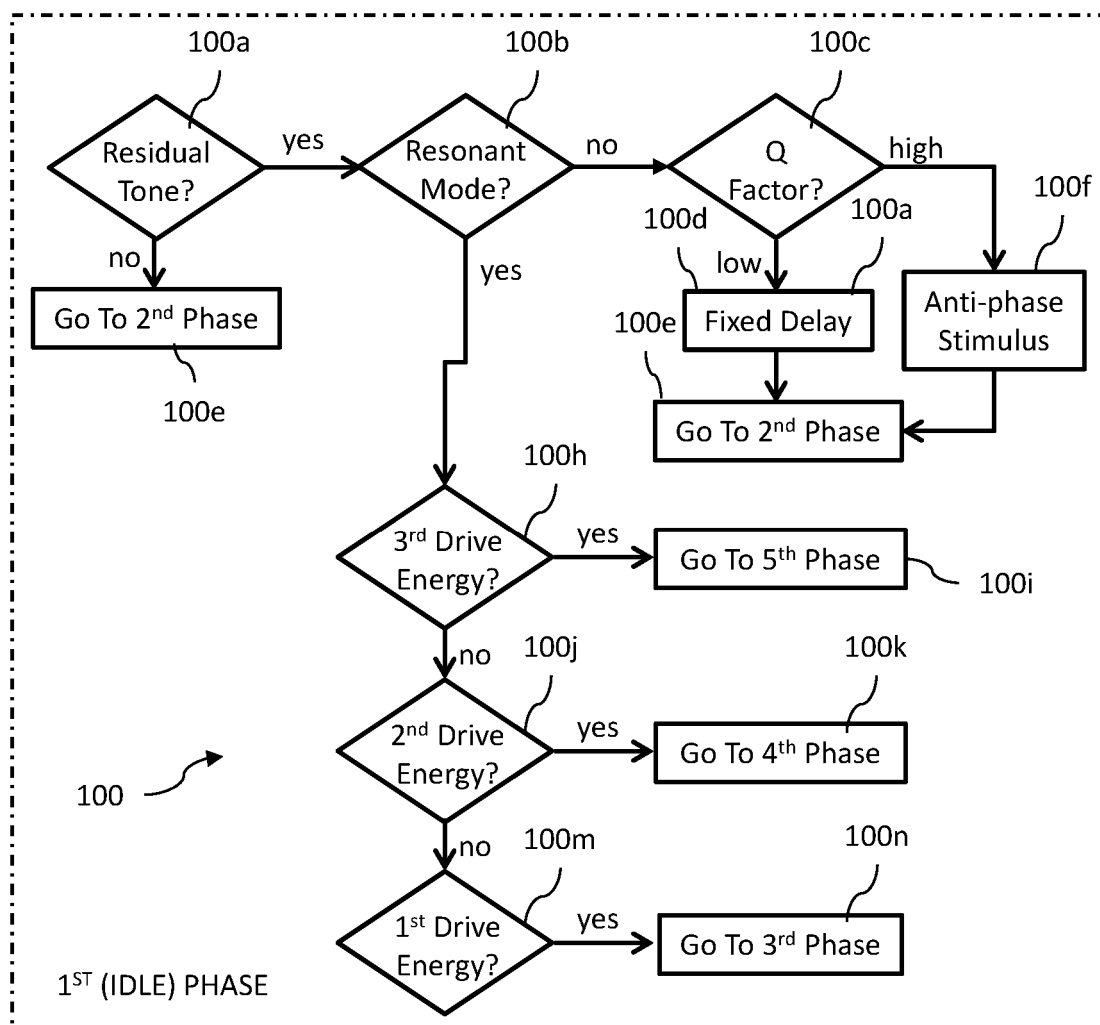 100a
100b
100c
Residual
Tone?
yes
Resonant
Mode?
no
Q
Factor?
high
100f
no
yes
100d
100a
low
Go To 2nd Phase
100e
Fixed Delay
Anti-phase
Stimulus
100e
Go To 2nd Phase
100h
3rd Drive
Energy?
yes
Go To 5th Phase
100i
no
100j
100k
2nd Drive
Energy?
yes
Go To 4th Phase
100
no
100m
100n
1st Drive
Energy?
yes
Go To 3rd Phase
1ST (IDLE) PHASE